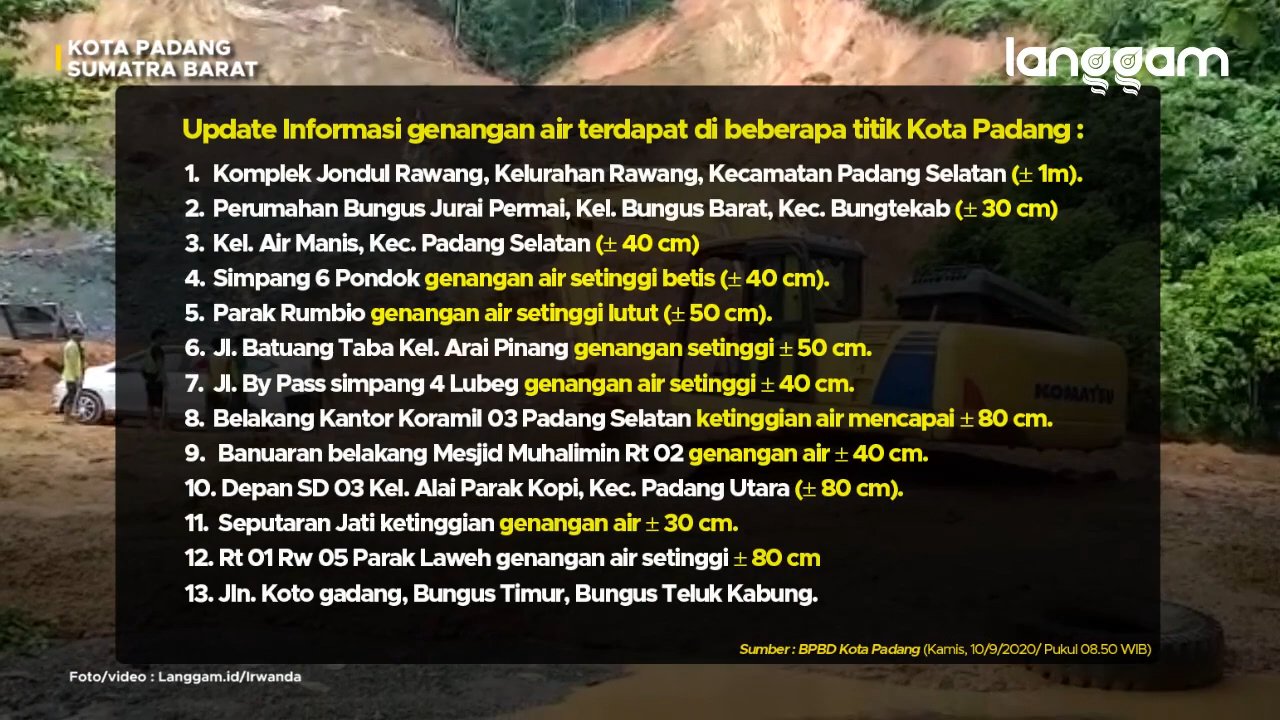 KOTA PADANG
SUMATRA BARAT
langgam
Update Informasi genangan air terdapat di beberapa titik Kota Padang :
1. Komplek Jondul Rawang, Kelurahan Rawang, Kecamatan Padang Selatan (± 1m).
2. Perumahan Bungus Jurai Permai, Kel. Bungus Barat, Kec. Bungtekab (± 30 cm)
3. Kel. Air Manis, Kec. Padang Selatan (± 40 cm)
4. Simpang 6 Pondok genangan air setinggi betis (± 40 cm).
5. Parak Rumbio genangan air setinggi lutut (± 50 cm).
6. Jl. Batuang Taba Kel. Arai Pinang genangan setinggi ± 50 cm.
7. Jl. By Pass simpang 4 Lubeg genangan air setinggi ± 40 cm.
8. Belakang Kantor Koramil 03 Padang Selatan ketinggian air mencapai ± 80 cm.
9. Banuaran belakang Mesjid Muhalimin Rt 02 genangan air ± 40 cm.
10. Depan SD 03 Kel. Alai Parak Kopi, Kec. Padang Utara (± 80 cm).
11. Seputaran Jati ketinggian genangan air ± 30 cm.
12. Rt 01 Rw 05 Parak Laweh genangan air setinggi ± 80 cm
13. Jln. Koto gadang, Bungus Timur, Bungus Teluk Kabung.
KOMATSU
Sumber : BPBD Kota Padang (Kamis, 10/9/2020/ Pukul 08.50 WIB)
Foto/video : Langgam.id/Irwanda